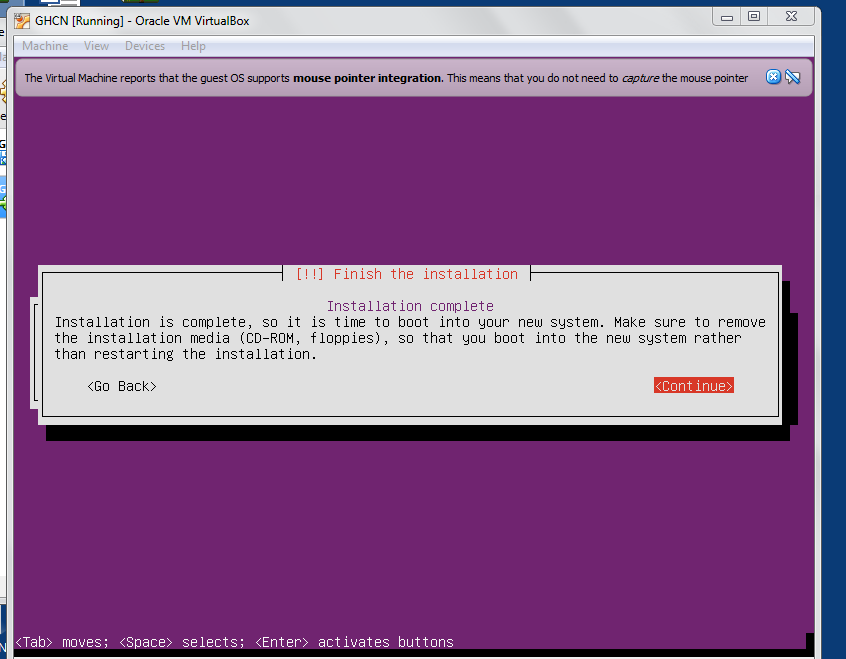 GHCN [Running] - Oracle VM VirtualBox
Machine View Devices Help
The Virtual Machine reports that the guest OS supports mouse pointer integration. This means that you do not need to capture the mouse pointer
[!!] Finish the installation
Installation complete
Installation is complete, so it is time to boot into your new system. Make sure to remove
the installation media (CD-ROM, floppies), so that you boot into the new system rather
than restarting the installation.
<Go Back> <Continue>
<Tab> moves; <Space> selects; <Enter> activates buttons